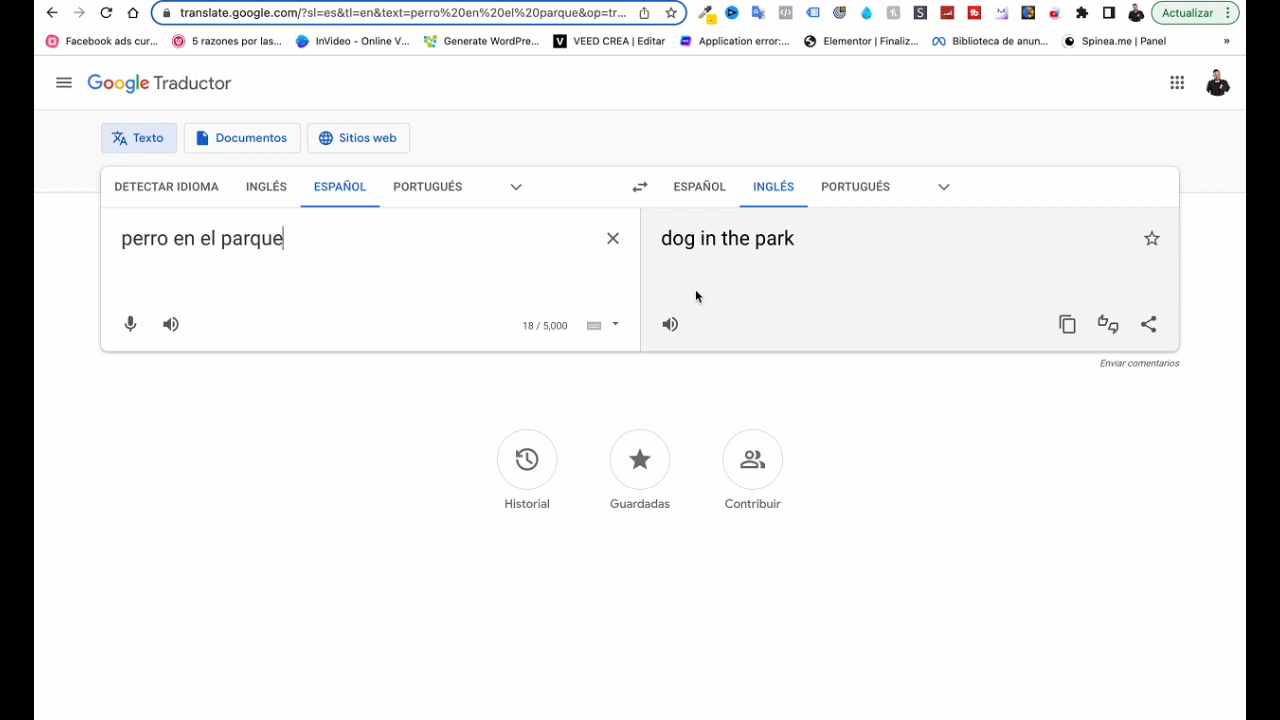 translate.google.com/?sl=es&tl=en&text=perro%20en%20el%20parque&op=tr...
Actualizar
Facebook ads cur...
5 razones por las...
InVideo - Online V...
Generate WordPre...
VEED CREA | Editar
Application error:...
Elementor | Finaliz...
Biblioteca de anun...
Spinea.me | Panel
»
Google Traductor
Texto
Documentos
Sitios web
DETECTAR IDIOMA
INGLÉS
ESPAÑOL
PORTUGUÉS
ESPAÑOL
INGLÉS
PORTUGUÉS
perro en el parque
dog in the park
18 / 5,000
Enviar comentarios
Historial
Guardadas
Contribuir